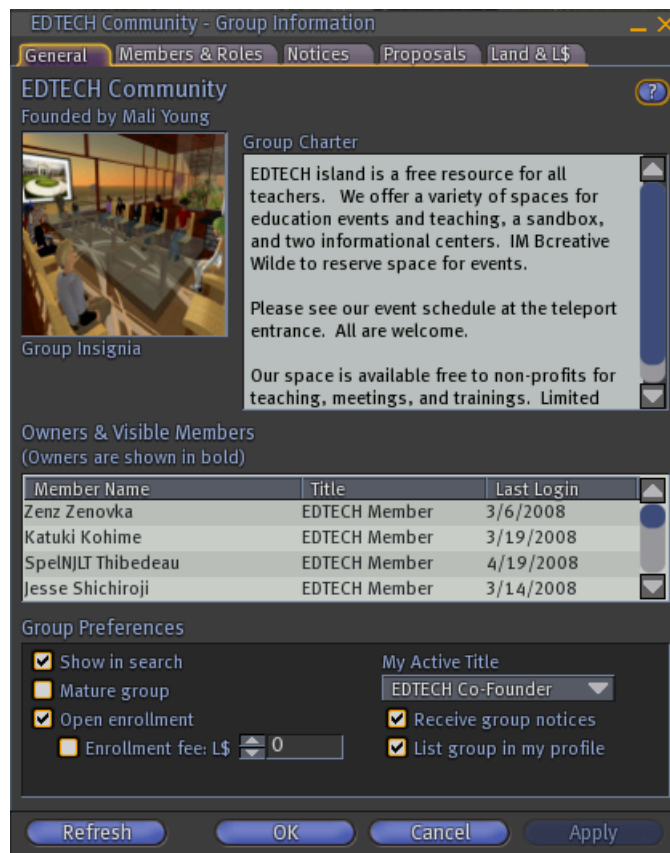 EDTECH Community - Group Information
General Members & Roles Notices Proposals Land & L$
EDTECH Community
?
Founded by Mali Young
Group Charter
EDTECH island is a free resource for all
teachers. We offer a variety of spaces for
education events and teaching, a sandbox,
and two informational centers. IM Bcreative
Wilde to reserve space for events.
Please see our event schedule at the teleport
entrance. All are welcome.
Our space is available free to non-profits for
teaching, meetings, and trainings. Limited
Group Insignia
Owners & Visible Members
(Owners are shown in bold)
Member Name Title Last Login
Zenz Zenovka EDTECH Member 3/6/2008
Katuki Kohime EDTECH Member 3/19/2008
SpelNJLT Thibedeau EDTECH Member 4/19/2008
Jesse Shichiroji EDTECH Member 3/14/2008
Group Preferences
Show in search
Mature group
Open enrollment
Enrollment fee: L$ 0
My Active Title
EDTECH Co-Founder
Receive group notices
List group in my profile
Refresh OK Cancel Apply